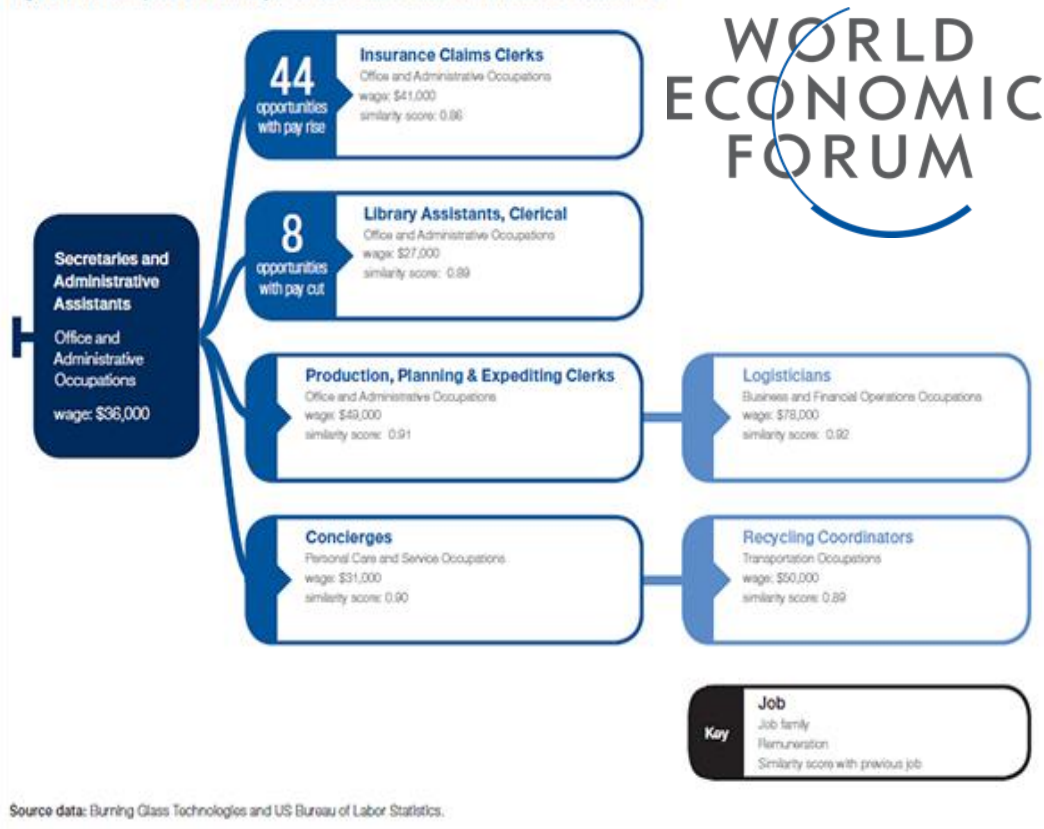 WORLD
ECONOMIC
FORUM
44
opportunities
with pay rise
Insurance Claims Clerks
Office and Administrative Occupations
wage: $41,000
similarity score: 0.86
8
opportunities
with pay cut
Library Assistants, Clerical
Office and Administrative Occupations
wage: $27,000
similarity score: 0.89
Secretaries and
Administrative
Assistants
Office and
Administrative
Occupations
wage: $36,000
Production, Planning & Expediting Clerks
Office and Administrative Occupations
wage: $49,000
similarity score: 0.91
Logisticians
Business and Financial Operations Occupations
wage: $78,000
similarity score: 0.92
Concierges
Personal Care and Service Occupations
wage: $31,000
similarity score: 0.90
Recycling Coordinators
Transportation Occupations
wage: $50,000
similarity score: 0.89
Key
Job
Job family
Remuneration
Similarity score with previous job
Source data: Burning Glass Technologies and US Bureau of Labor Statistics.